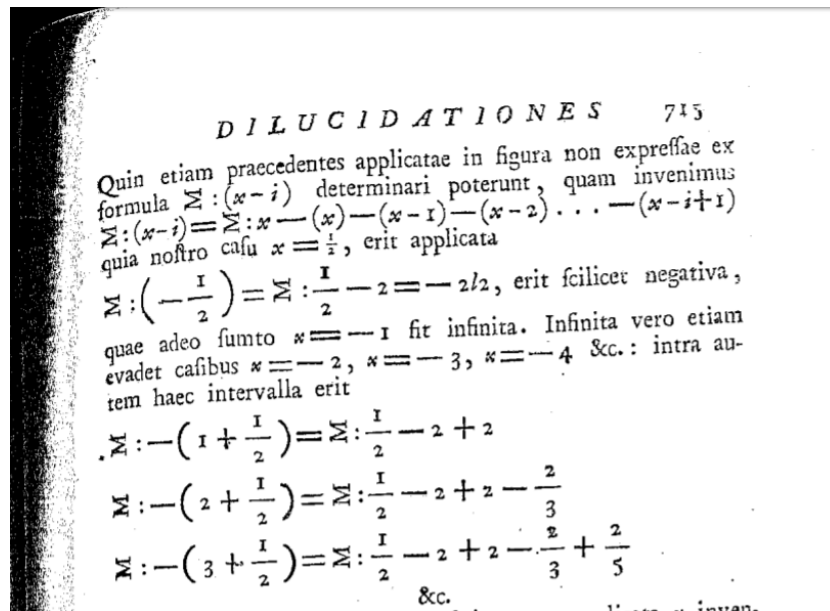 DILUCIDATIONES 715
Quin etiam praecedentes applicatae in figura non expreſſae ex
formula Σ : (x − i) determinari poterunt, quam invenimus
Σ : (x−i) = Σ : x − (x) − (x − 1) − (x − 2) . . . − (x − i + 1)
quia noſtro caſu x = 1/2, erit applicata
Σ : (− 1/2) = Σ : 1/2 − 2 = − 2l2, erit ſcilicet negativa,
quae adeo ſumto x = − 1 fit infinita. Infinita vero etiam
evadet caſibus x = − 2, x = − 3, x = − 4 &c.: intra au-
tem haec intervalla erit
Σ : − (1 + 1/2) = Σ : 1/2 − 2 + 2
Σ : − (2 + 1/2) = Σ : 1/2 − 2 + 2 − 2/3
Σ : − (3 + 1/2) = Σ : 1/2 − 2 + 2 − 2/3 + 2/5
&c.